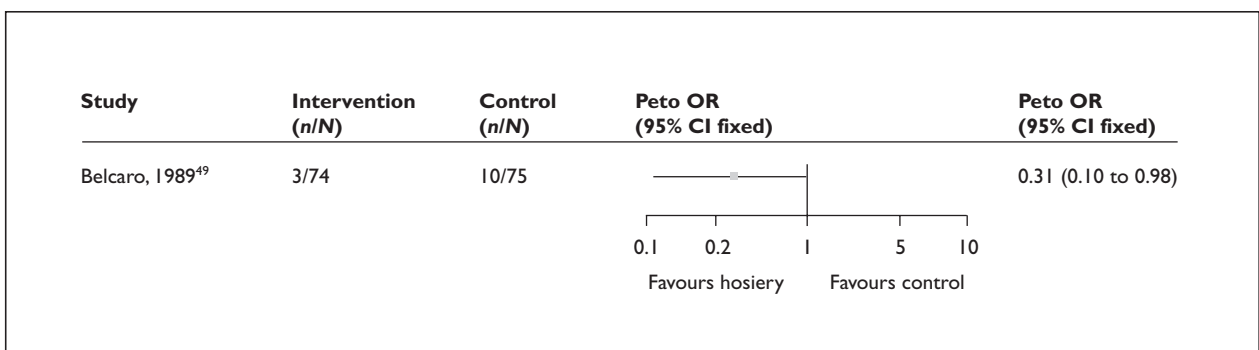 Study Intervention Control Peto OR Peto OR
(n/N) (n/N) (95% CI fixed) (95% CI fixed)
Belcaro, 1989⁴⁹ 3/74 10/75 0.31 (0.10 to 0.98)
0.1 0.2 1 5 10
Favours hosiery Favours control